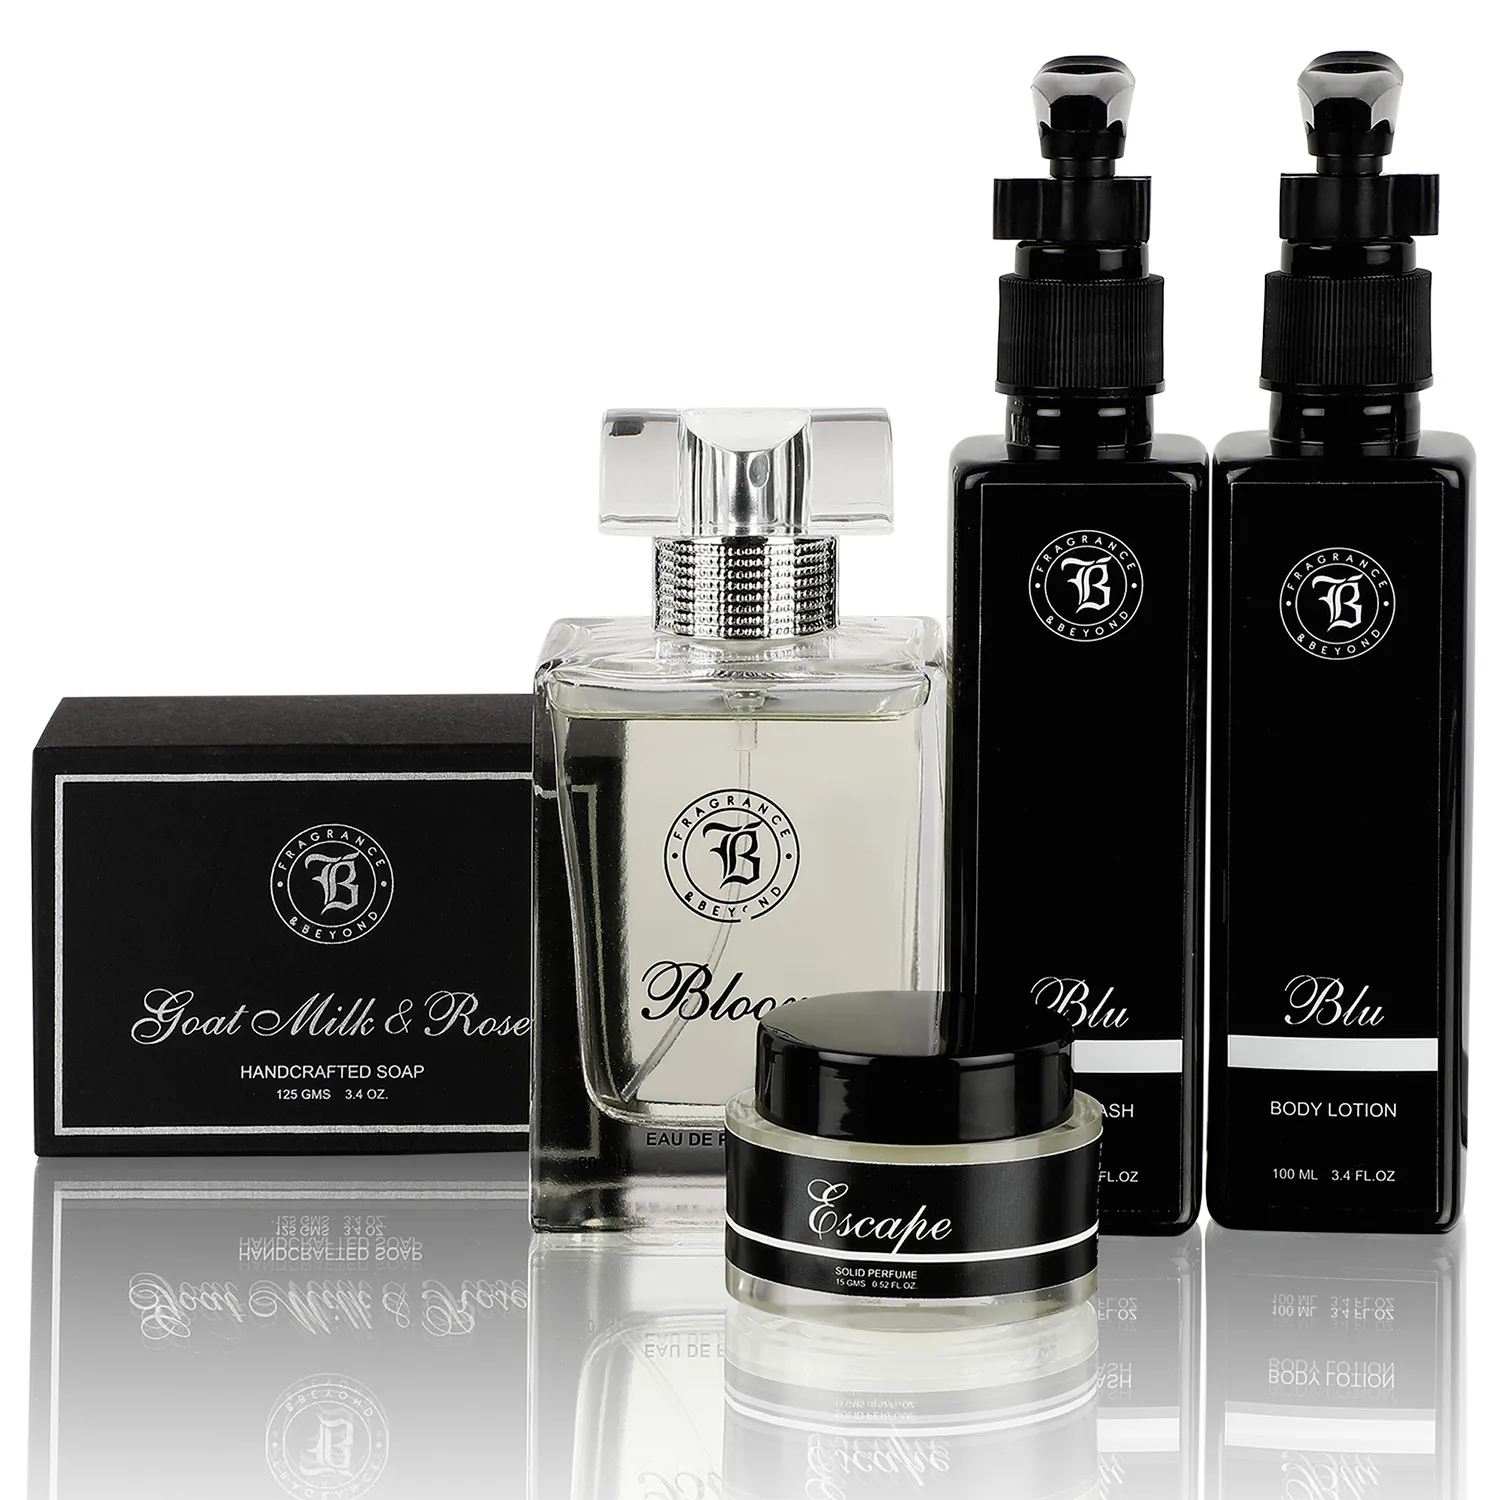 FRAGRANCE
B
& BEYOND
Goat Milk & Rose
HANDCRAFTED SOAP
125 GMS 3.4 OZ.
FRAGRANCE
B
& BEYOND
EAU DE
Escape
SOLID PERFUME
15 GMS 0.52 FL OZ.
FRAGRANCE
B
& BEYOND
Blu
FL.OZ
FRAGRANCE
B
& BEYOND
Blu
BODY LOTION
100 ML 3.4 FL.OZ